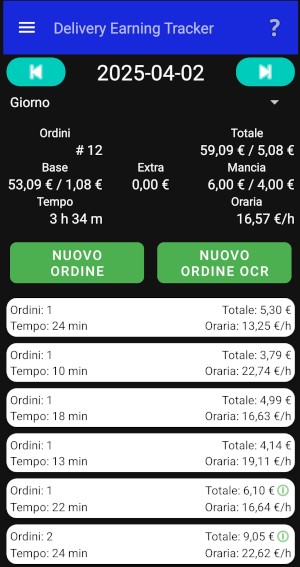 Delivery Earning Tracker ?
2025-04-02
Giorno
Ordini Totale
# 12 59,09 € / 5,08 €
Base Extra Mancia
53,09 € / 1,08 € 0,00 € 6,00 € / 4,00 €
Tempo Oraria
3 h 34 m 16,57 €/h
NUOVO ORDINE
NUOVO ORDINE OCR
Ordini: 1 Totale: 5,30 €
Tempo: 24 min Oraria: 13,25 €/h
Ordini: 1 Totale: 3,79 €
Tempo: 10 min Oraria: 22,74 €/h
Ordini: 1 Totale: 4,99 €
Tempo: 18 min Oraria: 16,63 €/h
Ordini: 1 Totale: 4,14 €
Tempo: 13 min Oraria: 19,11 €/h
Ordini: 1 Totale: 6,10 €
Tempo: 22 min Oraria: 16,64 €/h
Ordini: 2 Totale: 9,05 €
Tempo: 24 min Oraria: 22,62 €/h